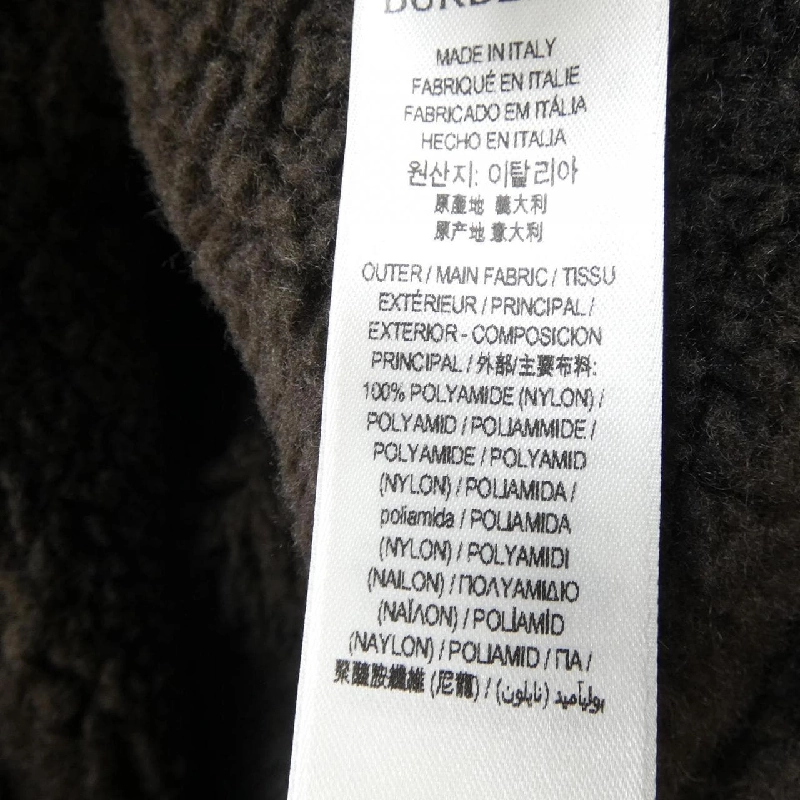 MADE IN ITALY
FABRIQUÉ EN ITALIE
FABRICADO EM ITÁLIA
HECHO EN ITALIA
원산지: 이탈리아
原產地 義大利
原产地 意大利
OUTER / MAIN FABRIC / TISSU
EXTÉRIEUR / PRINCIPAL /
EXTERIOR - COMPOSICION
PRINCIPAL / 外部/主要布料:
100% POLYAMIDE (NYLON) /
POLYAMID / POLIAMMIDE /
POLYAMIDE / POLYAMID
(NYLON) / POLIAMIDA /
poliamida / POLIAMIDA
(NYLON) / POLYAMIDI
(NAILON) / ΠΟΛΥΑΜΙΔΙΟ
(ΝΑΪΛΟΝ) / POLİAMİD
(NAYLON) / POLIAMID / ПА /
聚醯胺纖維 (尼龍) / بوليأميد (نايلون)